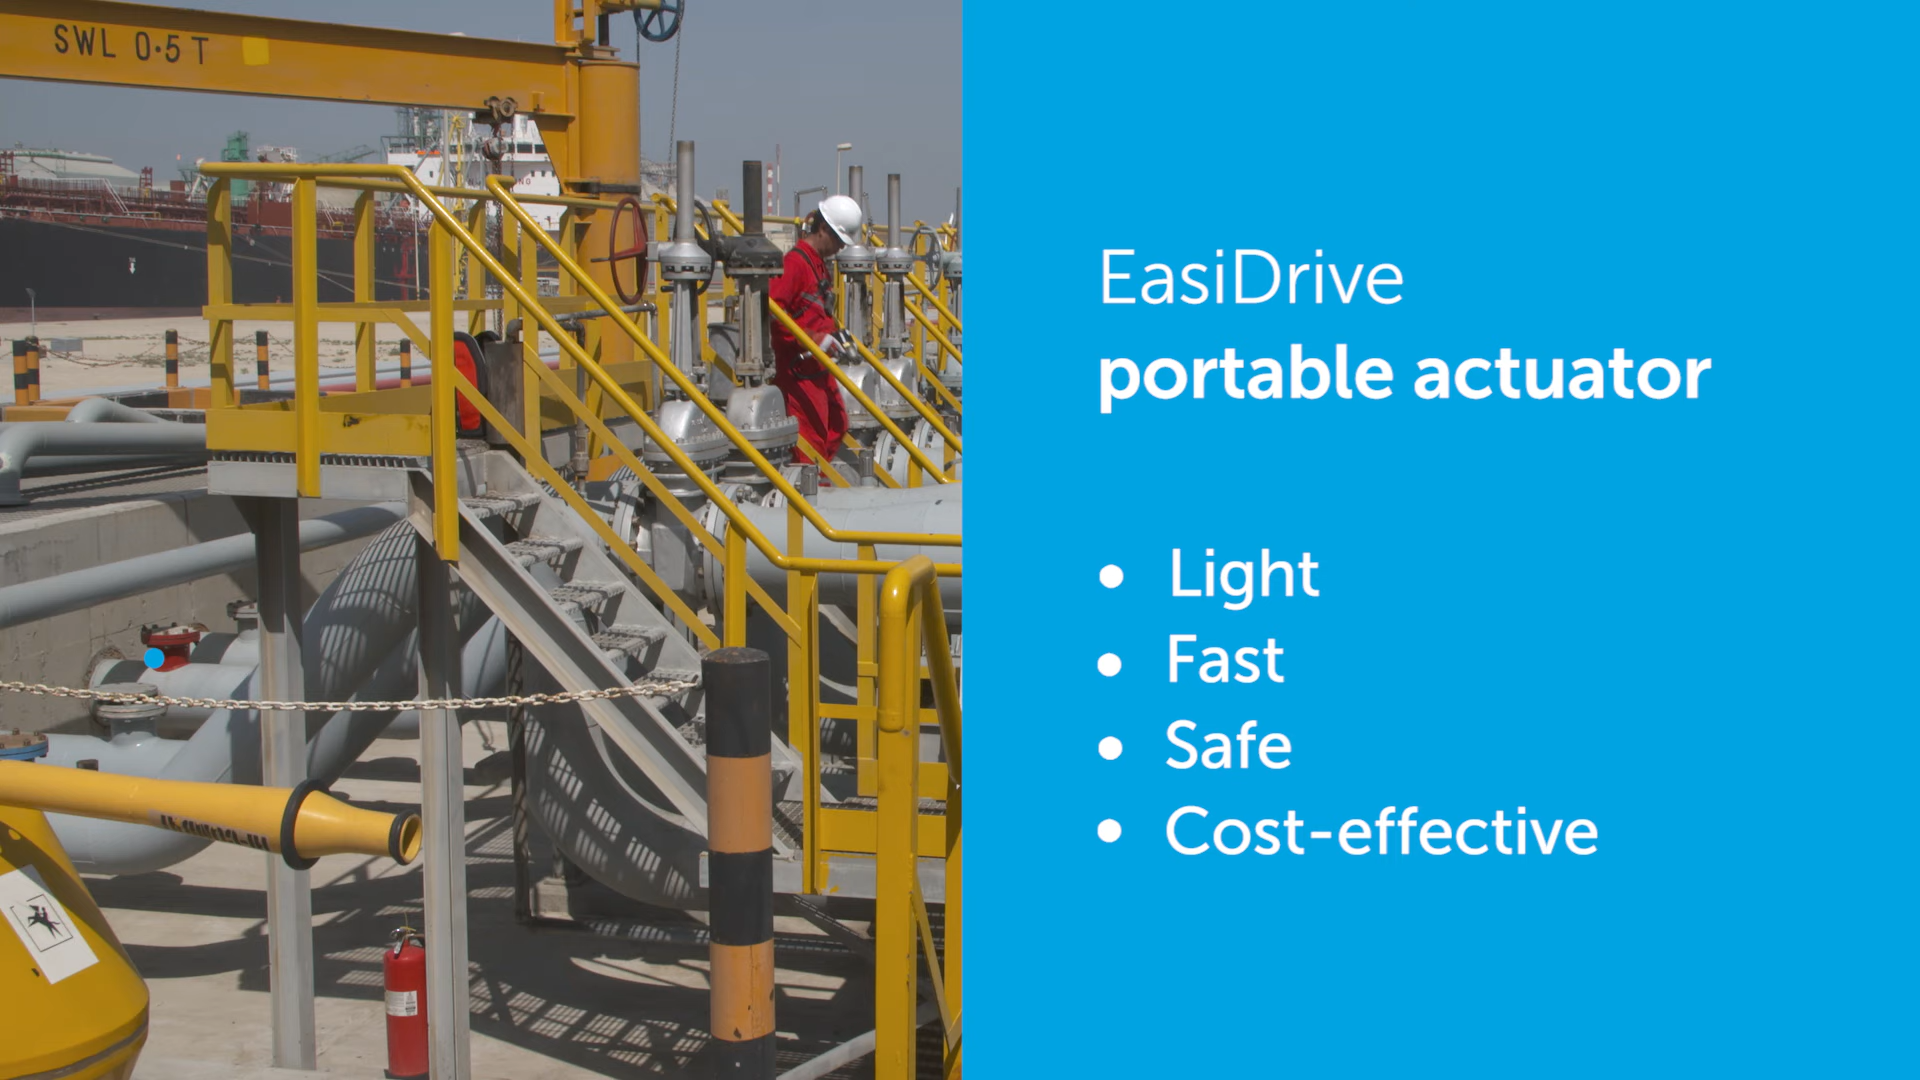 SWL 0.5 T
EasiDrive
portable actuator
Light
Fast
Safe
Cost-effective